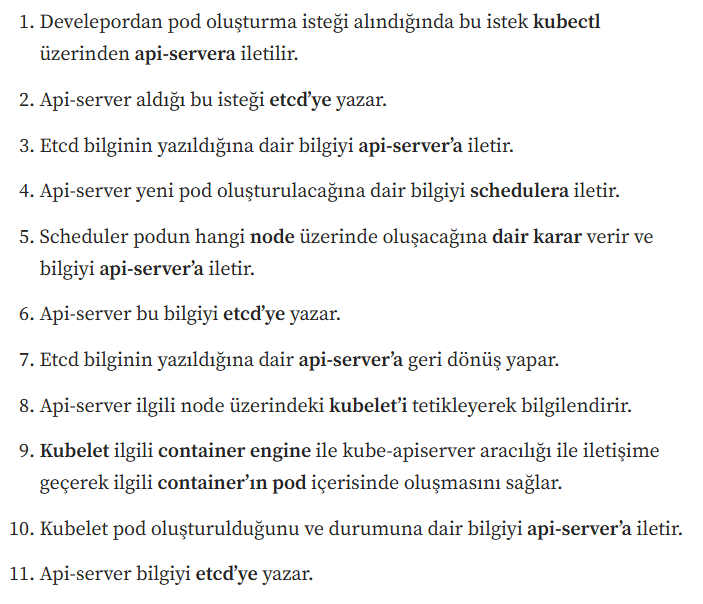 1. Develepordan pod oluşturma isteği alındığında bu istek kubectl
üzerinden api-servera iletilir.
2. Api-server aldığı bu isteği etcd’ye yazar.
3. Etcd bilginin yazıldığına dair bilgiyi api-server’a iletir.
4. Api-server yeni pod oluşturulacağına dair bilgiyi schedulera iletir.
5. Scheduler podun hangi node üzerinde oluşacağına dair karar verir ve
bilgiyi api-server’a iletir.
6. Api-server bu bilgiyi etcd’ye yazar.
7. Etcd bilginin yazıldığına dair api-server’a geri dönüş yapar.
8. Api-server ilgili node üzerindeki kubelet’i tetikleyerek bilgilendirir.
9. Kubelet ilgili container engine ile kube-apiserver aracılığı ile iletişime
geçerek ilgili container’ın pod içerisinde oluşmasını sağlar.
10. Kubelet pod oluşturulduğunu ve durumuna dair bilgiyi api-server’a iletir.
11. Api-server bilgiyi etcd’ye yazar.